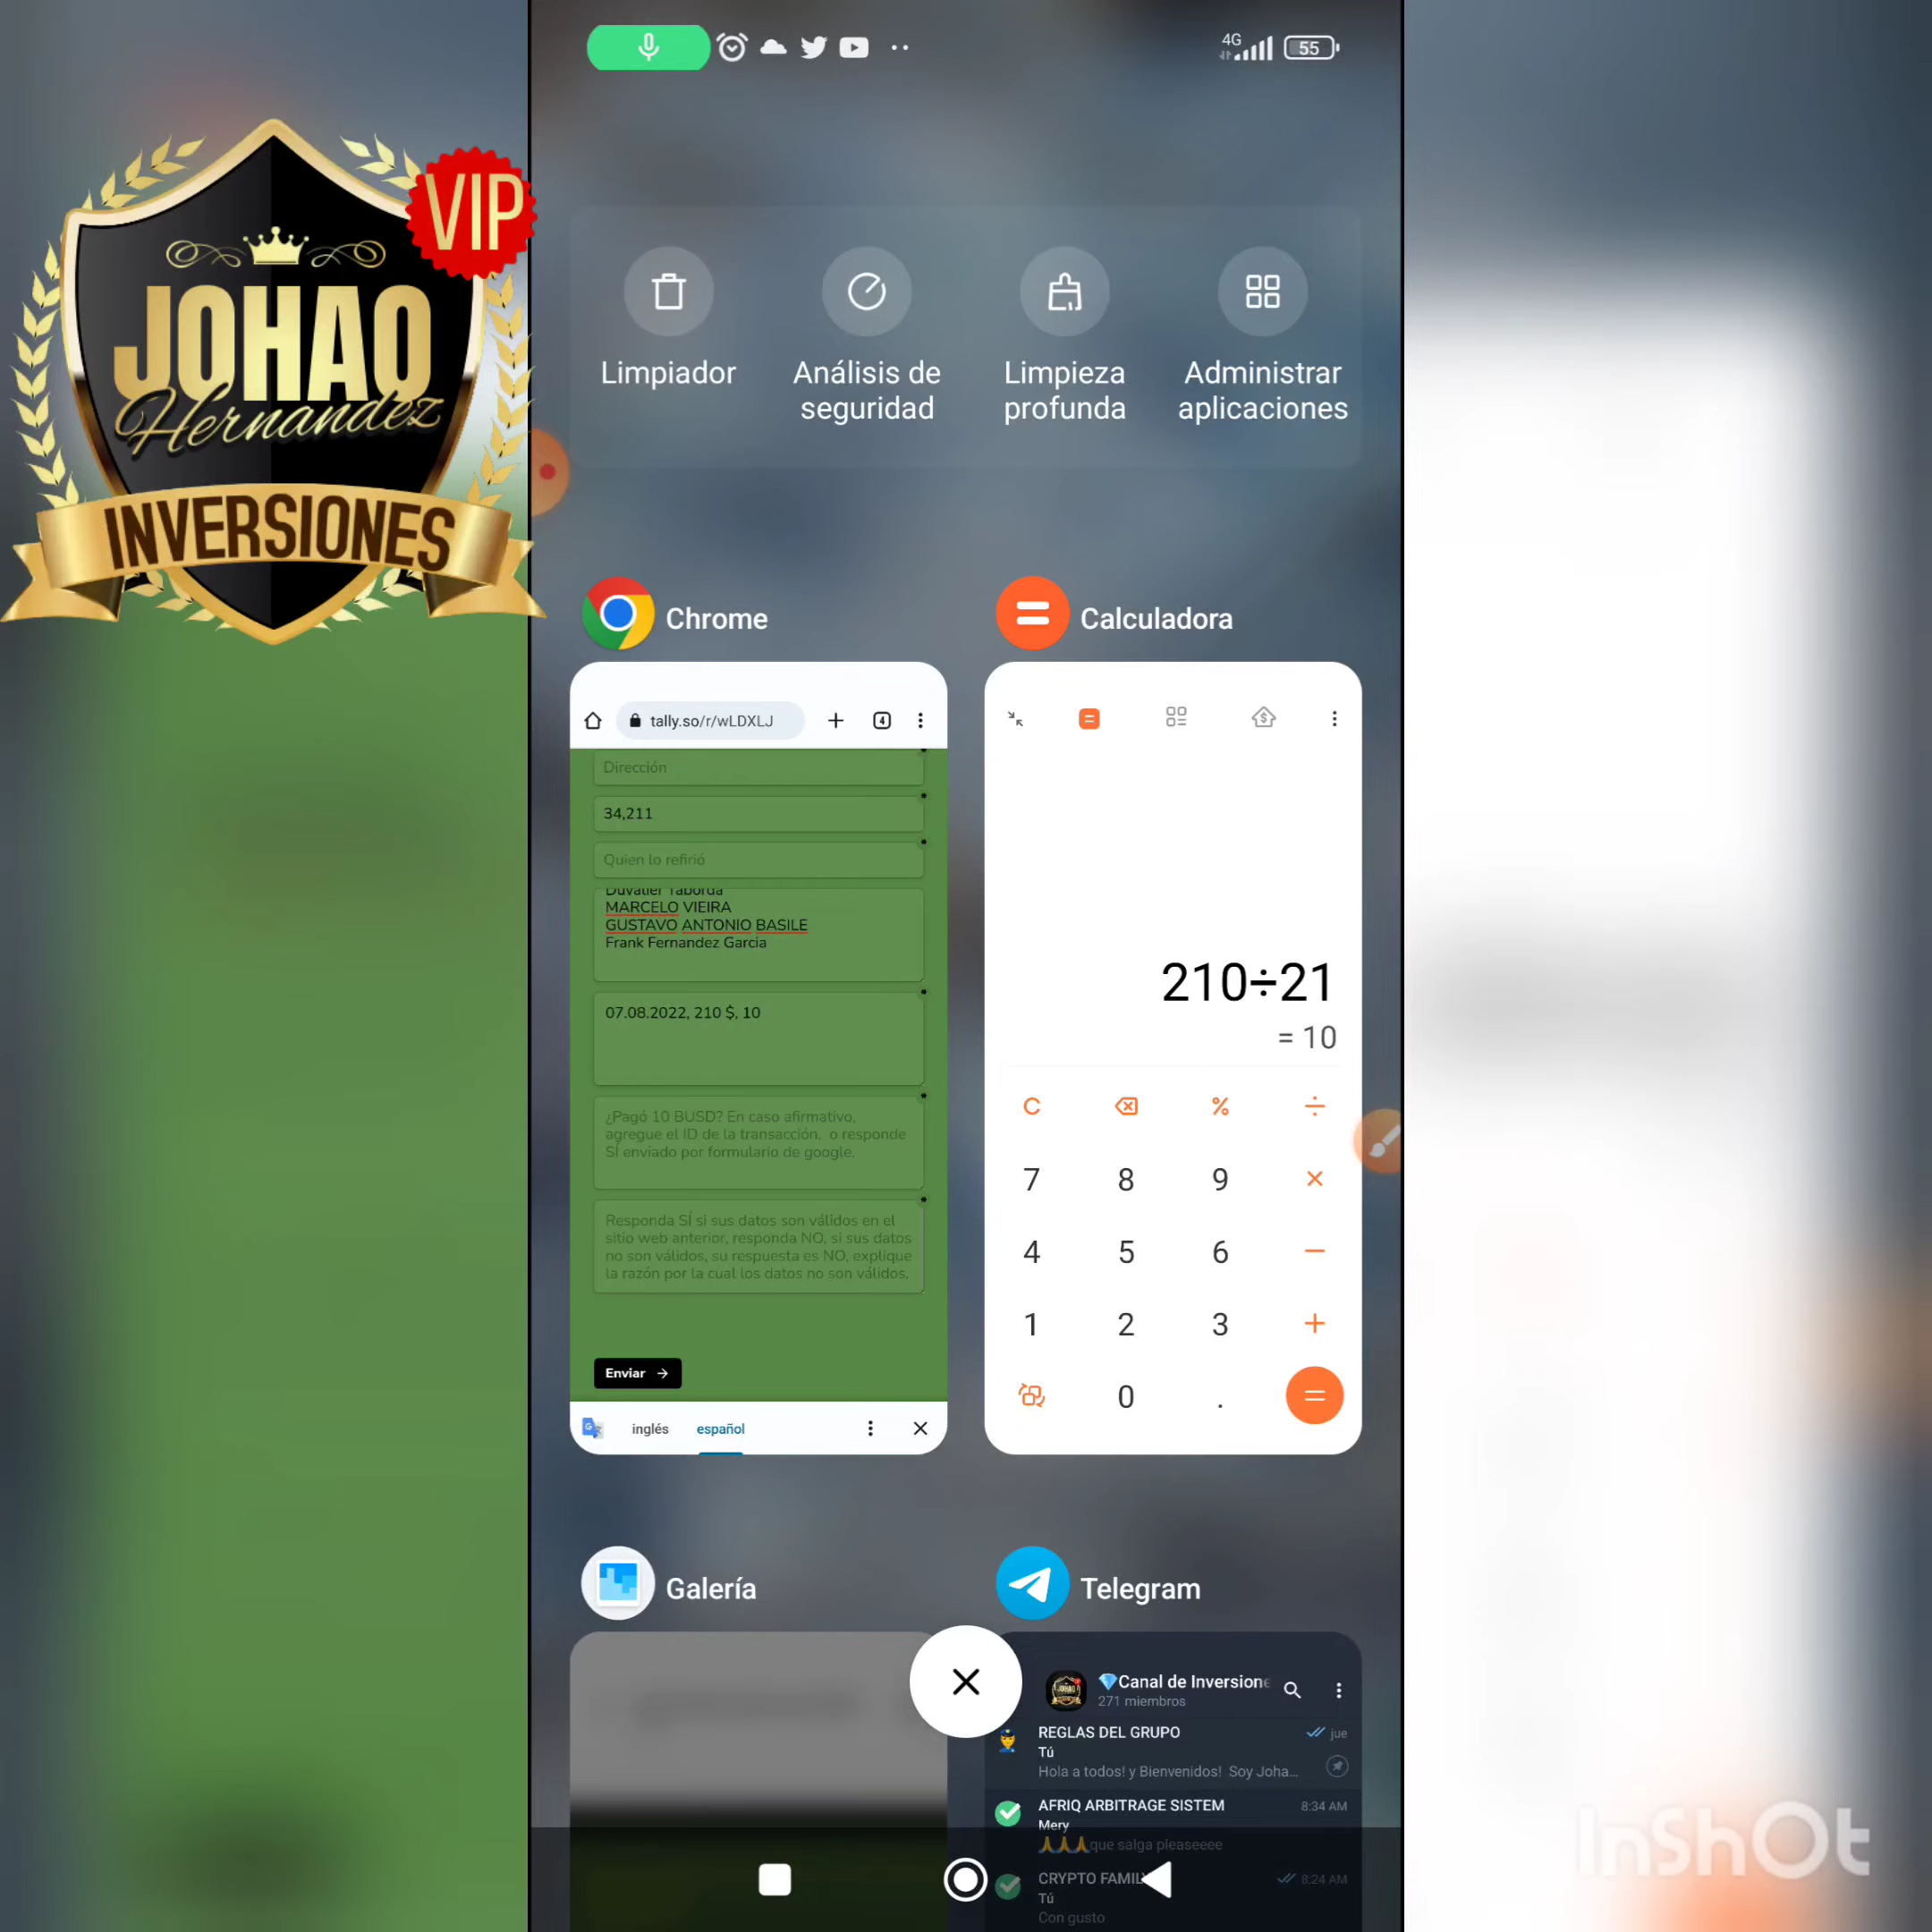 4G
55
VIP
JOHAO
Hernandez
INVERSIONES
Limpiador
Análisis de
seguridad
Limpieza
profunda
Administrar
aplicaciones
Chrome
tally.so/r/wLDXLJ
4
Dirección
34,211
Quien lo refirió
Duvalier Taborda
MARCELO VIEIRA
GUSTAVO ANTONIO BASILE
Frank Fernandez Garcia
07.08.2022, 210 $, 10
¿Pagó 10 BUSD? En caso afirmativo,
agregue el ID de la transacción, o responde
SÍ enviado por formulario de google.
Responda SÍ si sus datos son válidos en el
sitio web anterior, responda NO, si sus datos
no son válidos, su respuesta es NO, explique
la razón por la cual los datos no son válidos.
Enviar →
inglés español
Calculadora
210÷21
= 10
C % ÷
7 8 9 ×
4 5 6 −
1 2 3 +
0 . =
Galería
Telegram
JOHAO
💎Canal de Inversione
271 miembros
REGLAS DEL GRUPO jue
Tú
Hola a todos! y Bienvenidos! Soy Joha...
AFRIQ ARBITRAGE SISTEM 8:34 AM
Mery
🙏🙏🙏que salga pleaseeee
CRYPTO FAMIL 8:24 AM
Tú
Con gusto
InShOt